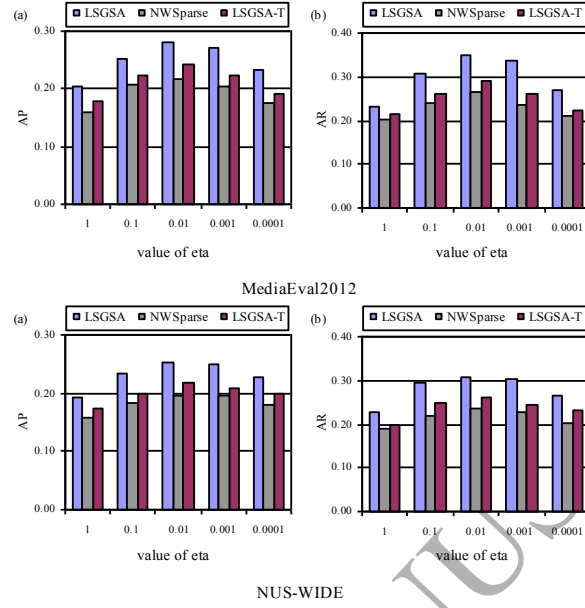 (a)
LSGSA NWSparse LSGSA-T
0.30
0.20
0.10
0.00
AP
1 0.1 0.01 0.001 0.0001
value of eta
(b)
LSGSA NWSparse LSGSA-T
0.40
0.30
0.20
0.10
0.00
AR
1 0.1 0.01 0.001 0.0001
value of eta
MediaEval2012
(a)
LSGSA NWSparse LSGSA-T
0.30
0.20
0.10
0.00
AP
1 0.1 0.01 0.001 0.0001
value of eta
(b)
LSGSA NWSparse LSGSA-T
0.40
0.30
0.20
0.10
0.00
AR
1 0.1 0.01 0.001 0.0001
value of eta
NUS-WIDE